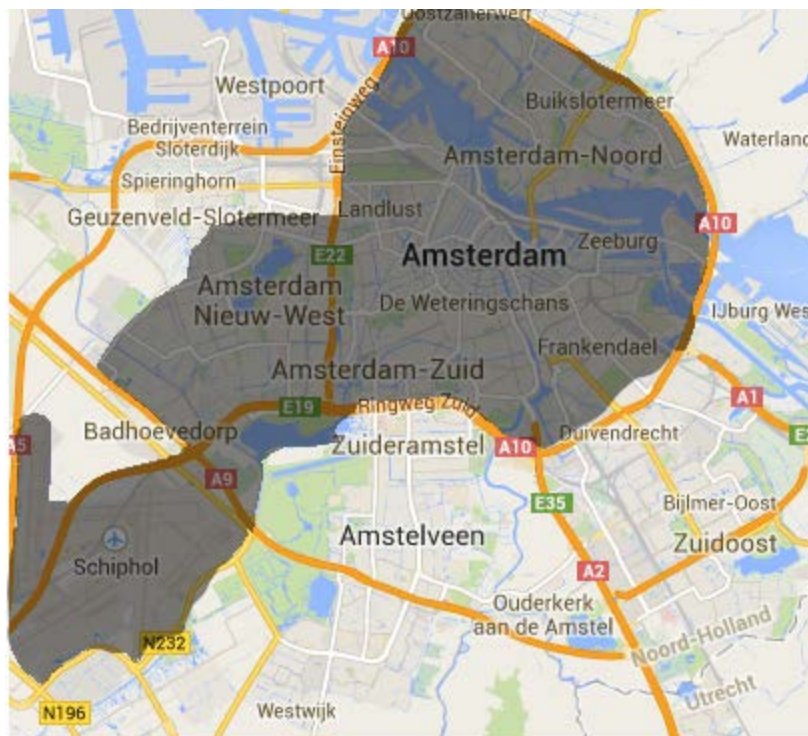 Oostzanerwerf
A10
Westpoort
Buikslotermeer
Einsteinweg
Bedrijventerrein
Sloterdijk
Waterland
Amsterdam-Noord
Spieringhorn
Geuzenveld-Slotermeer
Landlust
A10
Zeeburg
E22
Amsterdam
Amsterdam
Nieuw-West
De Weteringschans
IJburg Wes
Frankendael
Amsterdam-Zuid
A1
E19
Ringweg Zuid
Badhoevedorp
Zuideramstel
A10
Duivendrecht
A5
A9
E35
Bijlmer-Oost
Amstelveen
Zuidoost
Schiphol
A2
Ouderkerk
aan de Amstel
N232
Noord-Holland
Utrecht
N196
Westwijk